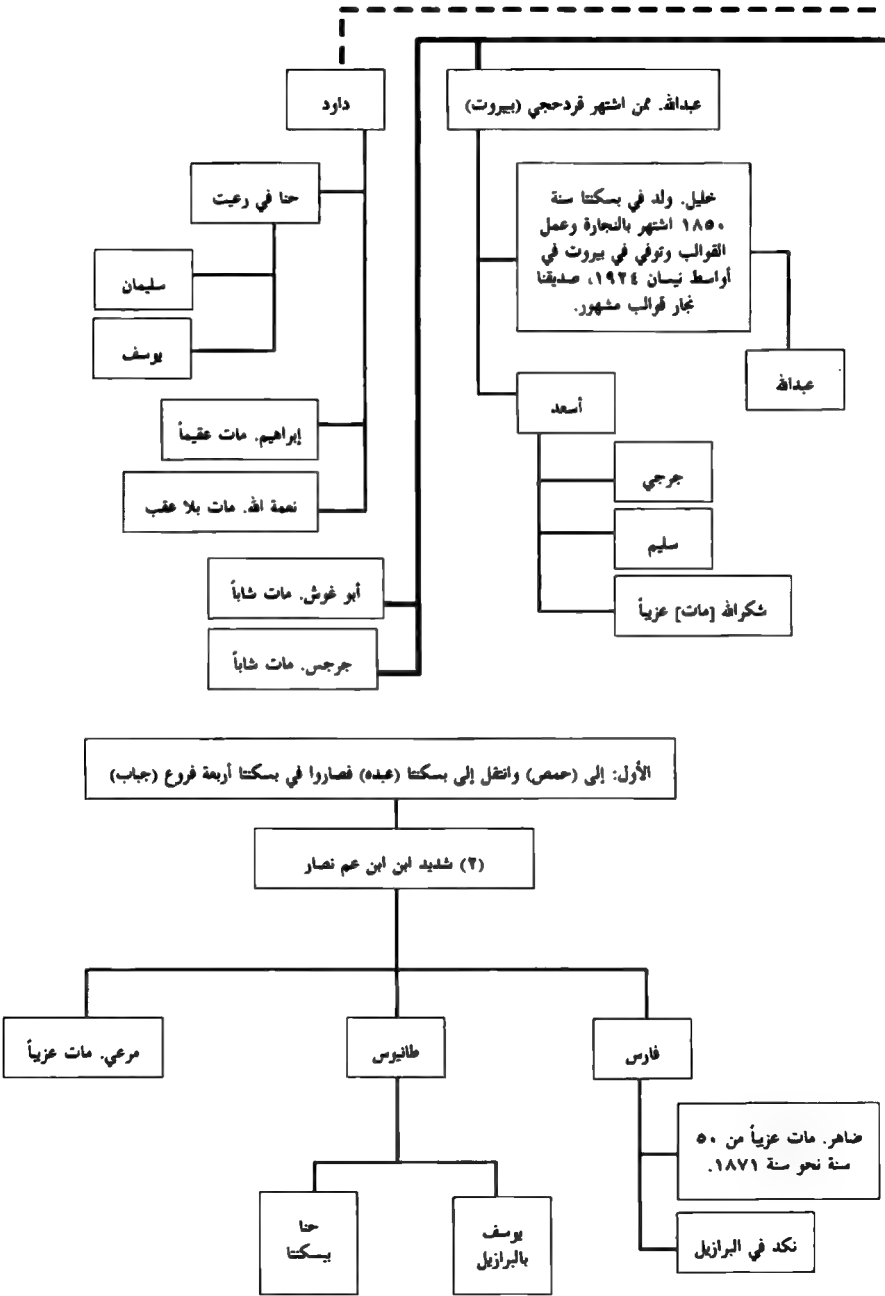 عبدالله. ممن اشتهر قردحجي (بيروت)
داود
خليل. ولد في بسكنتا سنة
١٨٥٠ اشتهر بالنجارة وعمل
القوالب وتوفي في بيروت في
أواسط نيسان ١٩٢٤، صديقنا
نجار قوالب مشهور.
عبدالله
أسعد
جرجي
سليم
شكرالله [مات] عزيباً
حنا في رعيت
سليمان
يوسف
إبراهيم. مات عقيماً
نعمة الله. مات بلا عقب
أبو غوش. مات شاباً
جرجس. مات شاباً
الأول: إلى (حمص) وانتقل إلى بسكنتا (عبده) فصاروا في بسكنتا أربعة فروع (جباب)
(٢) شديد ابن ابن عم نصار
فارس
طانيوس
مرعي. مات عزيباً
ضاهر. مات عزيباً من ٥٠
سنة نحو سنة ١٨٧١.
نكد في البرازيل
يوسف
بالبرازيل
حنا
ببسكنتا